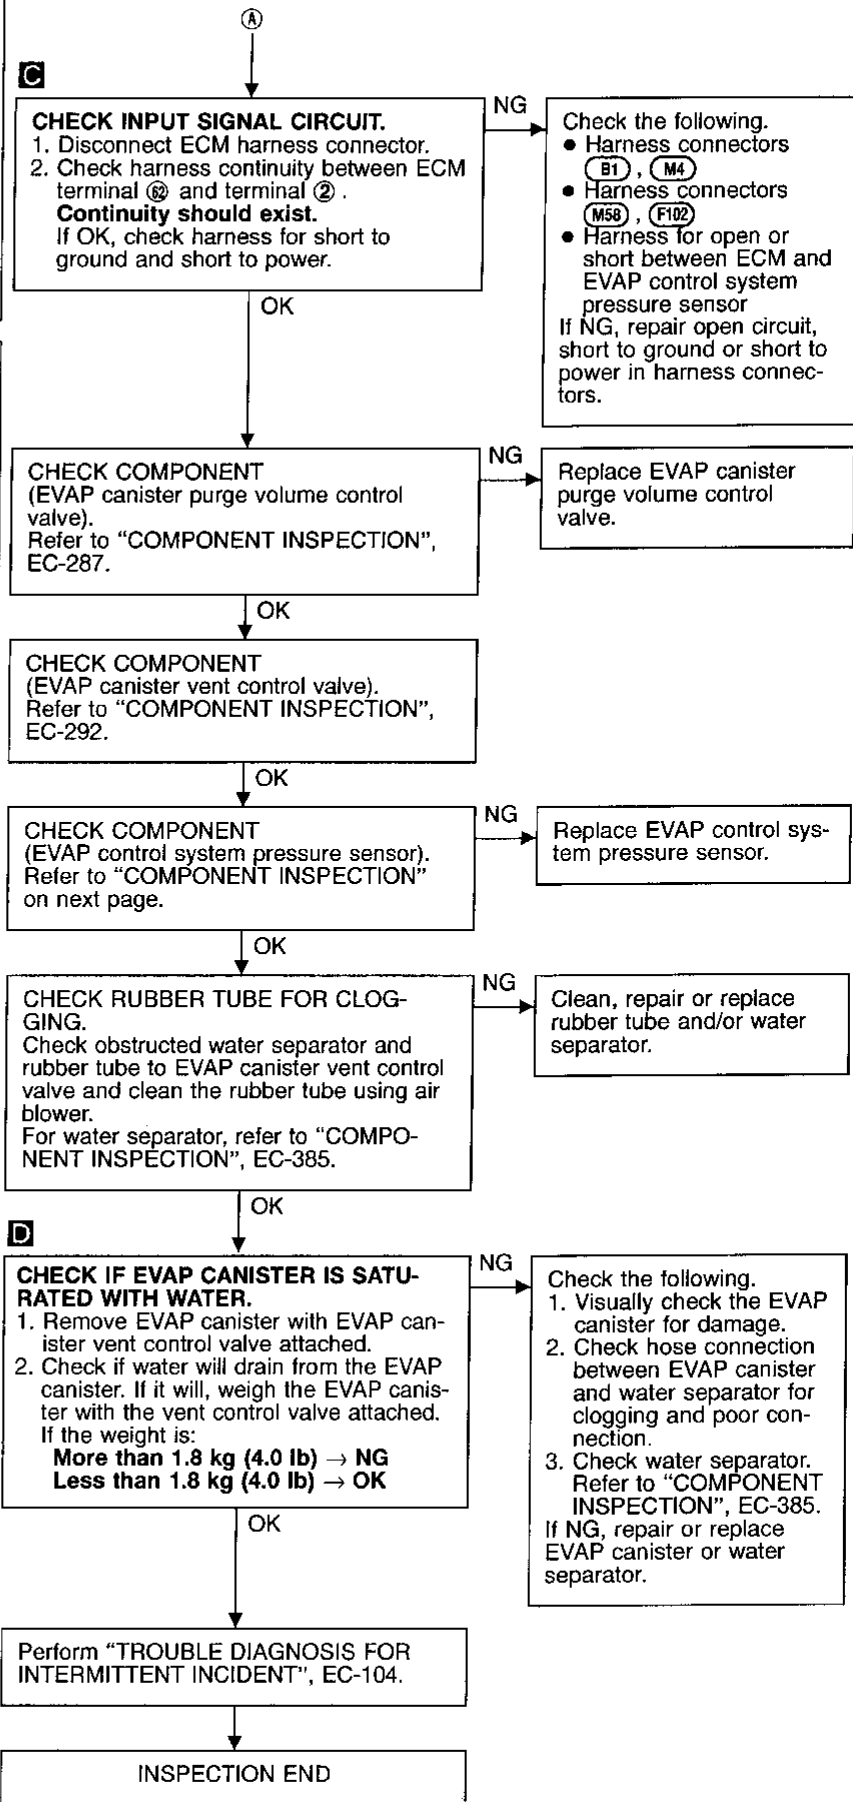 A
C
CHECK INPUT SIGNAL CIRCUIT.
1. Disconnect ECM harness connector.
2. Check harness continuity between ECM
terminal 62 and terminal 2 .
Continuity should exist.
If OK, check harness for short to
ground and short to power.
NG
Check the following.
● Harness connectors
B1 , M4
● Harness connectors
M58 , F102
● Harness for open or
short between ECM and
EVAP control system
pressure sensor
If NG, repair open circuit,
short to ground or short to
power in harness connec-
tors.
OK
CHECK COMPONENT
(EVAP canister purge volume control
valve).
Refer to “COMPONENT INSPECTION”,
EC-287.
NG
Replace EVAP canister
purge volume control
valve.
OK
CHECK COMPONENT
(EVAP canister vent control valve).
Refer to “COMPONENT INSPECTION”,
EC-292.
OK
CHECK COMPONENT
(EVAP control system pressure sensor).
Refer to “COMPONENT INSPECTION”
on next page.
NG
Replace EVAP control sys-
tem pressure sensor.
OK
CHECK RUBBER TUBE FOR CLOG-
GING.
Check obstructed water separator and
rubber tube to EVAP canister vent control
valve and clean the rubber tube using air
blower.
For water separator, refer to “COMPO-
NENT INSPECTION”, EC-385.
NG
Clean, repair or replace
rubber tube and/or water
separator.
OK
D
CHECK IF EVAP CANISTER IS SATU-
RATED WITH WATER.
1. Remove EVAP canister with EVAP can-
ister vent control valve attached.
2. Check if water will drain from the EVAP
canister. If it will, weigh the EVAP canis-
ter with the vent control valve attached.
If the weight is:
More than 1.8 kg (4.0 lb) → NG
Less than 1.8 kg (4.0 lb) → OK
NG
Check the following.
1. Visually check the EVAP
canister for damage.
2. Check hose connection
between EVAP canister
and water separator for
clogging and poor con-
nection.
3. Check water separator.
Refer to “COMPONENT
INSPECTION”, EC-385.
If NG, repair or replace
EVAP canister or water
separator.
OK
Perform “TROUBLE DIAGNOSIS FOR
INTERMITTENT INCIDENT”, EC-104.
INSPECTION END